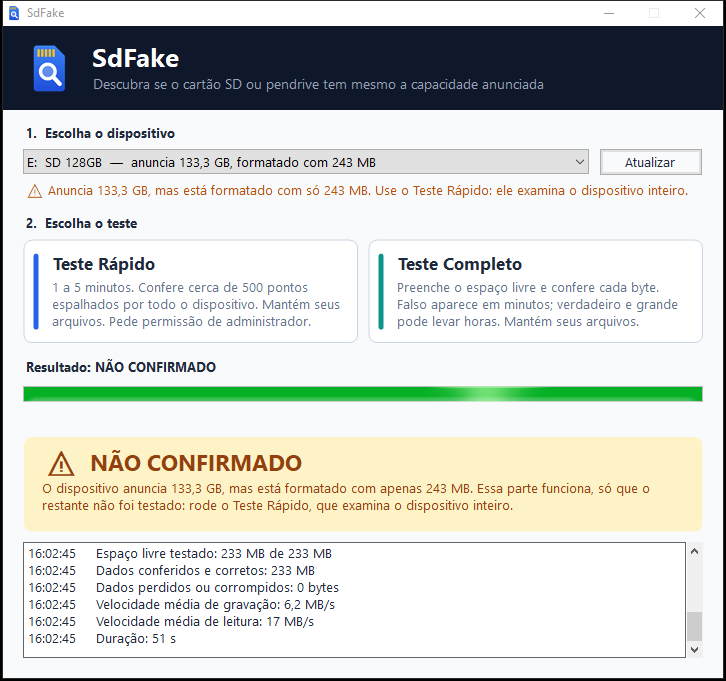 SdFake
SdFake
Descubra se o cartão SD ou pendrive tem mesmo a capacidade anunciada
1. Escolha o dispositivo
E: SD 128GB — anuncia 133,3 GB, formatado com 243 MB
Atualizar
Anuncia 133,3 GB, mas está formatado com só 243 MB. Use o Teste Rápido: ele examina o dispositivo inteiro.
2. Escolha o teste
Teste Rápido
1 a 5 minutos. Confere cerca de 500 pontos
espalhados por todo o dispositivo. Mantém seus
arquivos. Pede permissão de administrador.
Teste Completo
Preenche o espaço livre e confere cada byte.
Falso aparece em minutos; verdadeiro e grande
pode levar horas. Mantém seus arquivos.
Resultado: NÃO CONFIRMADO
NÃO CONFIRMADO
O dispositivo anuncia 133,3 GB, mas está formatado com apenas 243 MB. Essa parte funciona, só que o
restante não foi testado: rode o Teste Rápido, que examina o dispositivo inteiro.
16:02:45 Espaço livre testado: 233 MB de 233 MB
16:02:45 Dados conferidos e corretos: 233 MB
16:02:45 Dados perdidos ou corrompidos: 0 bytes
16:02:45 Velocidade média de gravação: 6,2 MB/s
16:02:45 Velocidade média de leitura: 17 MB/s
16:02:45 Duração: 51 s